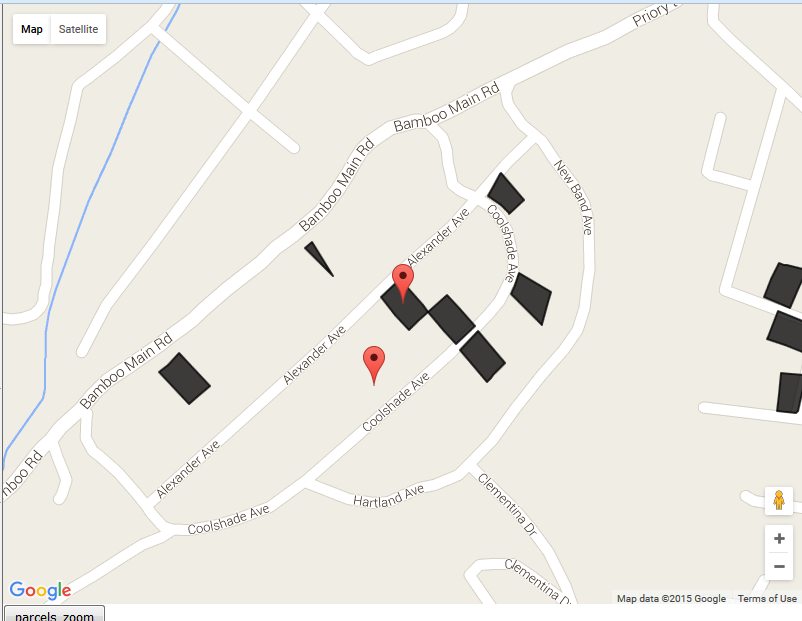 Map Satellite
Priory
Bamboo Main Rd
Bamboo Main Rd
New Band Ave
Coolshade Ave
Alexander Ave
Alexander Ave
Bamboo Main Rd
Coolshade Ave
Alexander Ave
mboo Rd
Hartland Ave
Coolshade Ave
Clementina Dr
Clementina D
Google
Map data ©2015 Google Terms of Use
parcels_zoom